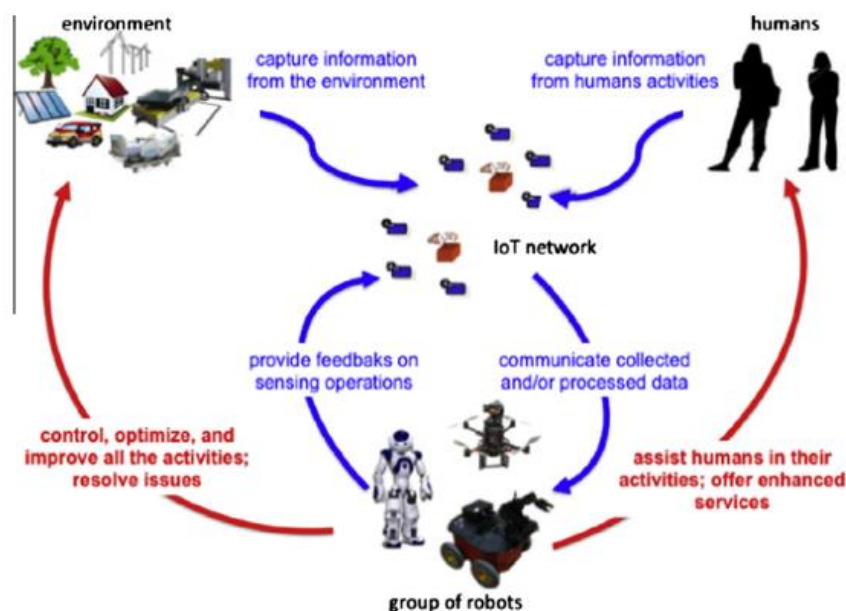 environment
humans
capture information
from the environment
capture information
from humans activities
IoT network
provide feedbaks on
sensing operations
communicate collected
and/or processed data
control, optimize, and
improve all the activities;
resolve issues
assist humans in their
activities; offer enhanced
services
group of robots